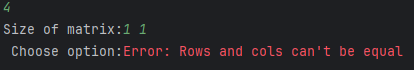 4
Size of matrix:1 1
Choose option:Error: Rows and cols can't be equal